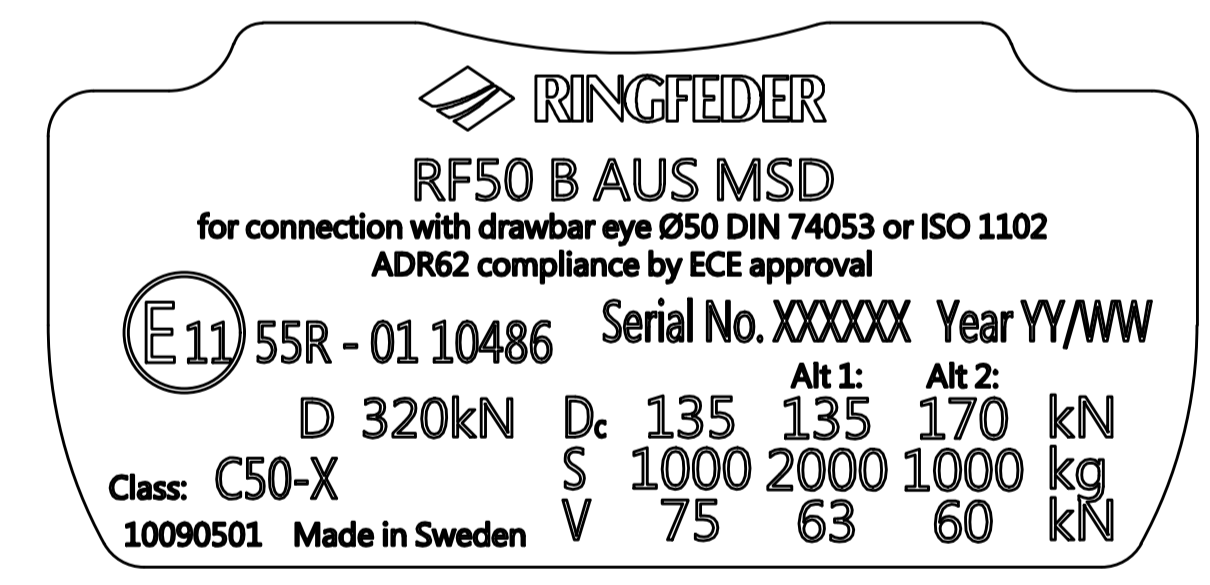 RINGFEDER
RF50 B AUS MSD
for connection with drawbar eye Ø50 DIN 74053 or ISO 1102
ADR62 compliance by ECE approval
E 11 55R - 01 10486 Serial No. XXXXXX Year YY/WW
Alt 1: Alt 2:
D 320kN Dc 135 135 170 kN
S 1000 2000 1000 kg
Class: C50-X
V 75 63 60 kN
10090501 Made in Sweden